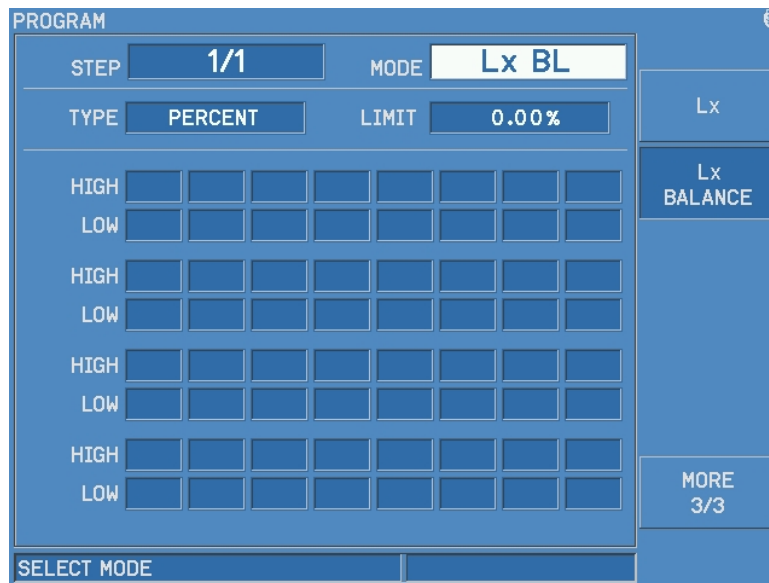 PROGRAM
STEP 1/1 MODE Lx BL
TYPE PERCENT LIMIT 0.00%
HIGH
LOW
HIGH
LOW
HIGH
LOW
HIGH
LOW
SELECT MODE
Lx
Lx
BALANCE
MORE
3/3